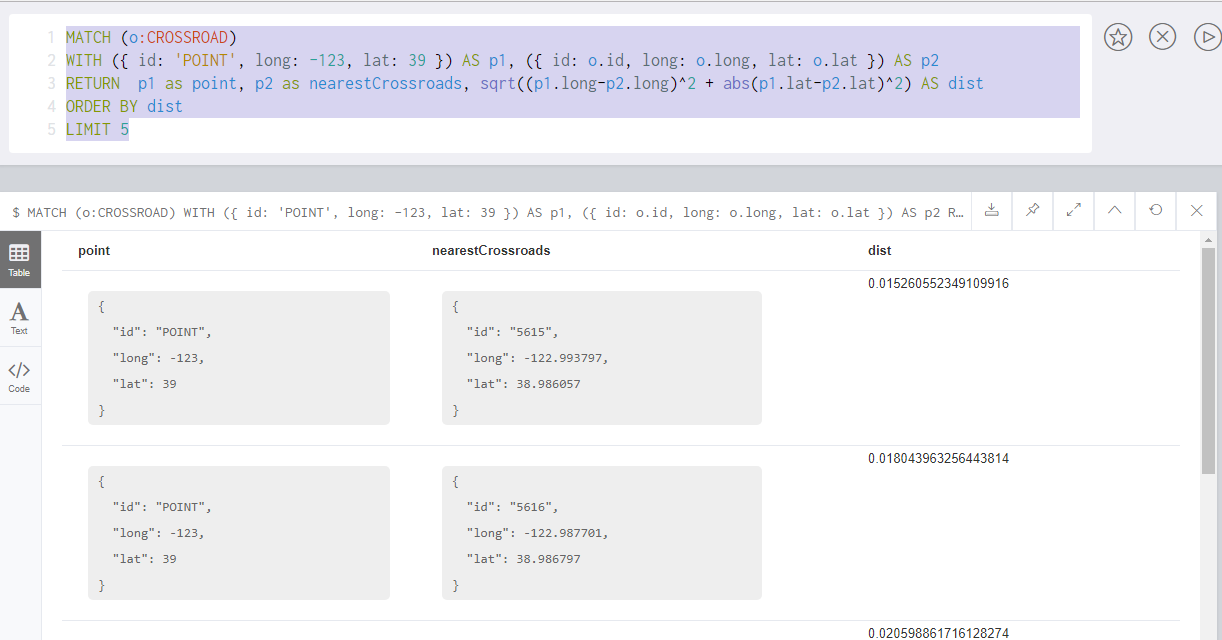 1 MATCH (o:CROSSROAD)
2 WITH ({ id: 'POINT', long: -123, lat: 39 }) AS p1, ({ id: o.id, long: o.long, lat: o.lat }) AS p2
3 RETURN  p1 as point, p2 as nearestCrossroads, sqrt((p1.long-p2.long)^2 + abs(p1.lat-p2.lat)^2) AS dist
4 ORDER BY dist
5 LIMIT 5
$ MATCH (o:CROSSROAD) WITH ({ id: 'POINT', long: -123, lat: 39 }) AS p1, ({ id: o.id, long: o.long, lat: o.lat }) AS p2 R…
Table
A
Text
</>
Code
point nearestCrossroads dist
0.015260552349109916
{
"id": "POINT",
"long": -123,
"lat": 39
}
{
"id": "5615",
"long": -122.993797,
"lat": 38.986057
}
0.018043963256443814
{
"id": "POINT",
"long": -123,
"lat": 39
}
{
"id": "5616",
"long": -122.987701,
"lat": 38.986797
}
0.020598861716128274